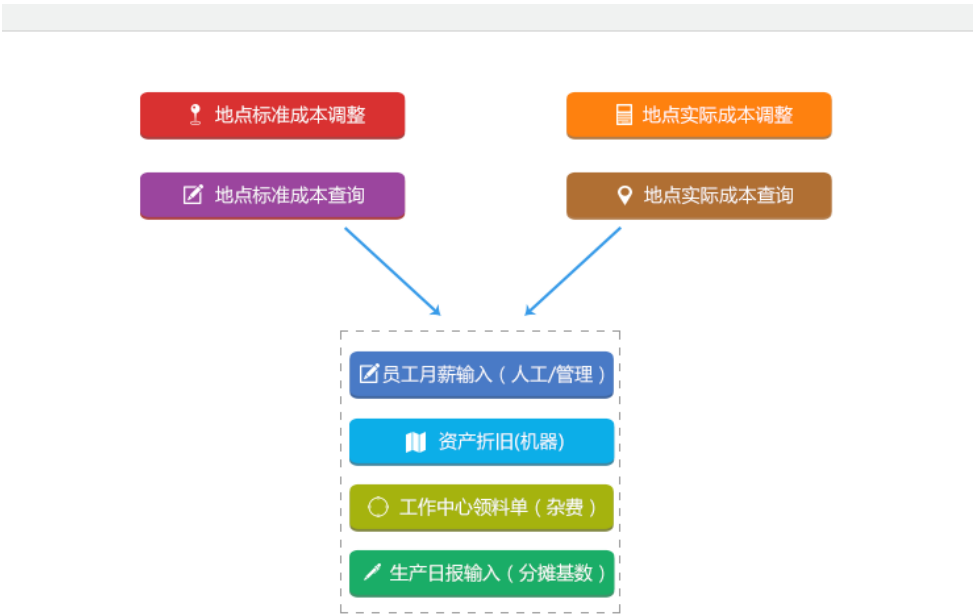 地点标准成本调整
地点实际成本调整
地点标准成本查询
地点实际成本查询
员工月薪输入（人工/管理）
资产折旧(机器)
工作中心领料单（杂费）
生产日报输入（分摊基数）